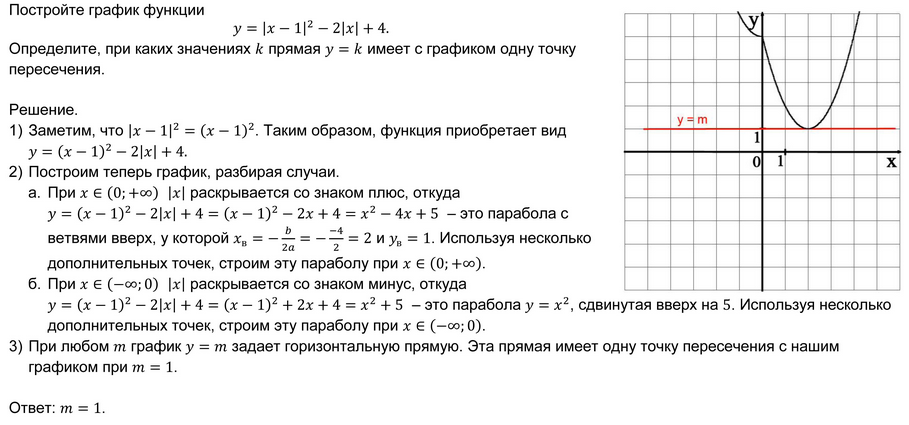 Постройте график функции
y = |x − 1|² − 2|x| + 4.
Определите, при каких значениях k прямая y = k имеет с графиком одну точку
пересечения.
Решение.
1) Заметим, что |x − 1|² = (x − 1)². Таким образом, функция приобретает вид
y = (x − 1)² − 2|x| + 4.
2) Построим теперь график, разбирая случаи.
а. При x ∈ (0; +∞) |x| раскрывается со знаком плюс, откуда
y = (x − 1)² − 2|x| + 4 = (x − 1)² − 2x + 4 = x² − 4x + 5 – это парабола с
ветвями вверх, у которой xв = −b/2a = −−4/2 = 2 и yв = 1. Используя несколько
дополнительных точек, строим эту параболу при x ∈ (0; +∞).
б. При x ∈ (−∞; 0) |x| раскрывается со знаком минус, откуда
y = (x − 1)² − 2|x| + 4 = (x − 1)² + 2x + 4 = x² + 5 – это парабола y = x², сдвинутая вверх на 5. Используя несколько
дополнительных точек, строим эту параболу при x ∈ (−∞; 0).
3) При любом m график y = m задает горизонтальную прямую. Эта прямая имеет одну точку пересечения с нашим
графиком при m = 1.
Ответ: m = 1.
y
y = m
1
0 1 x